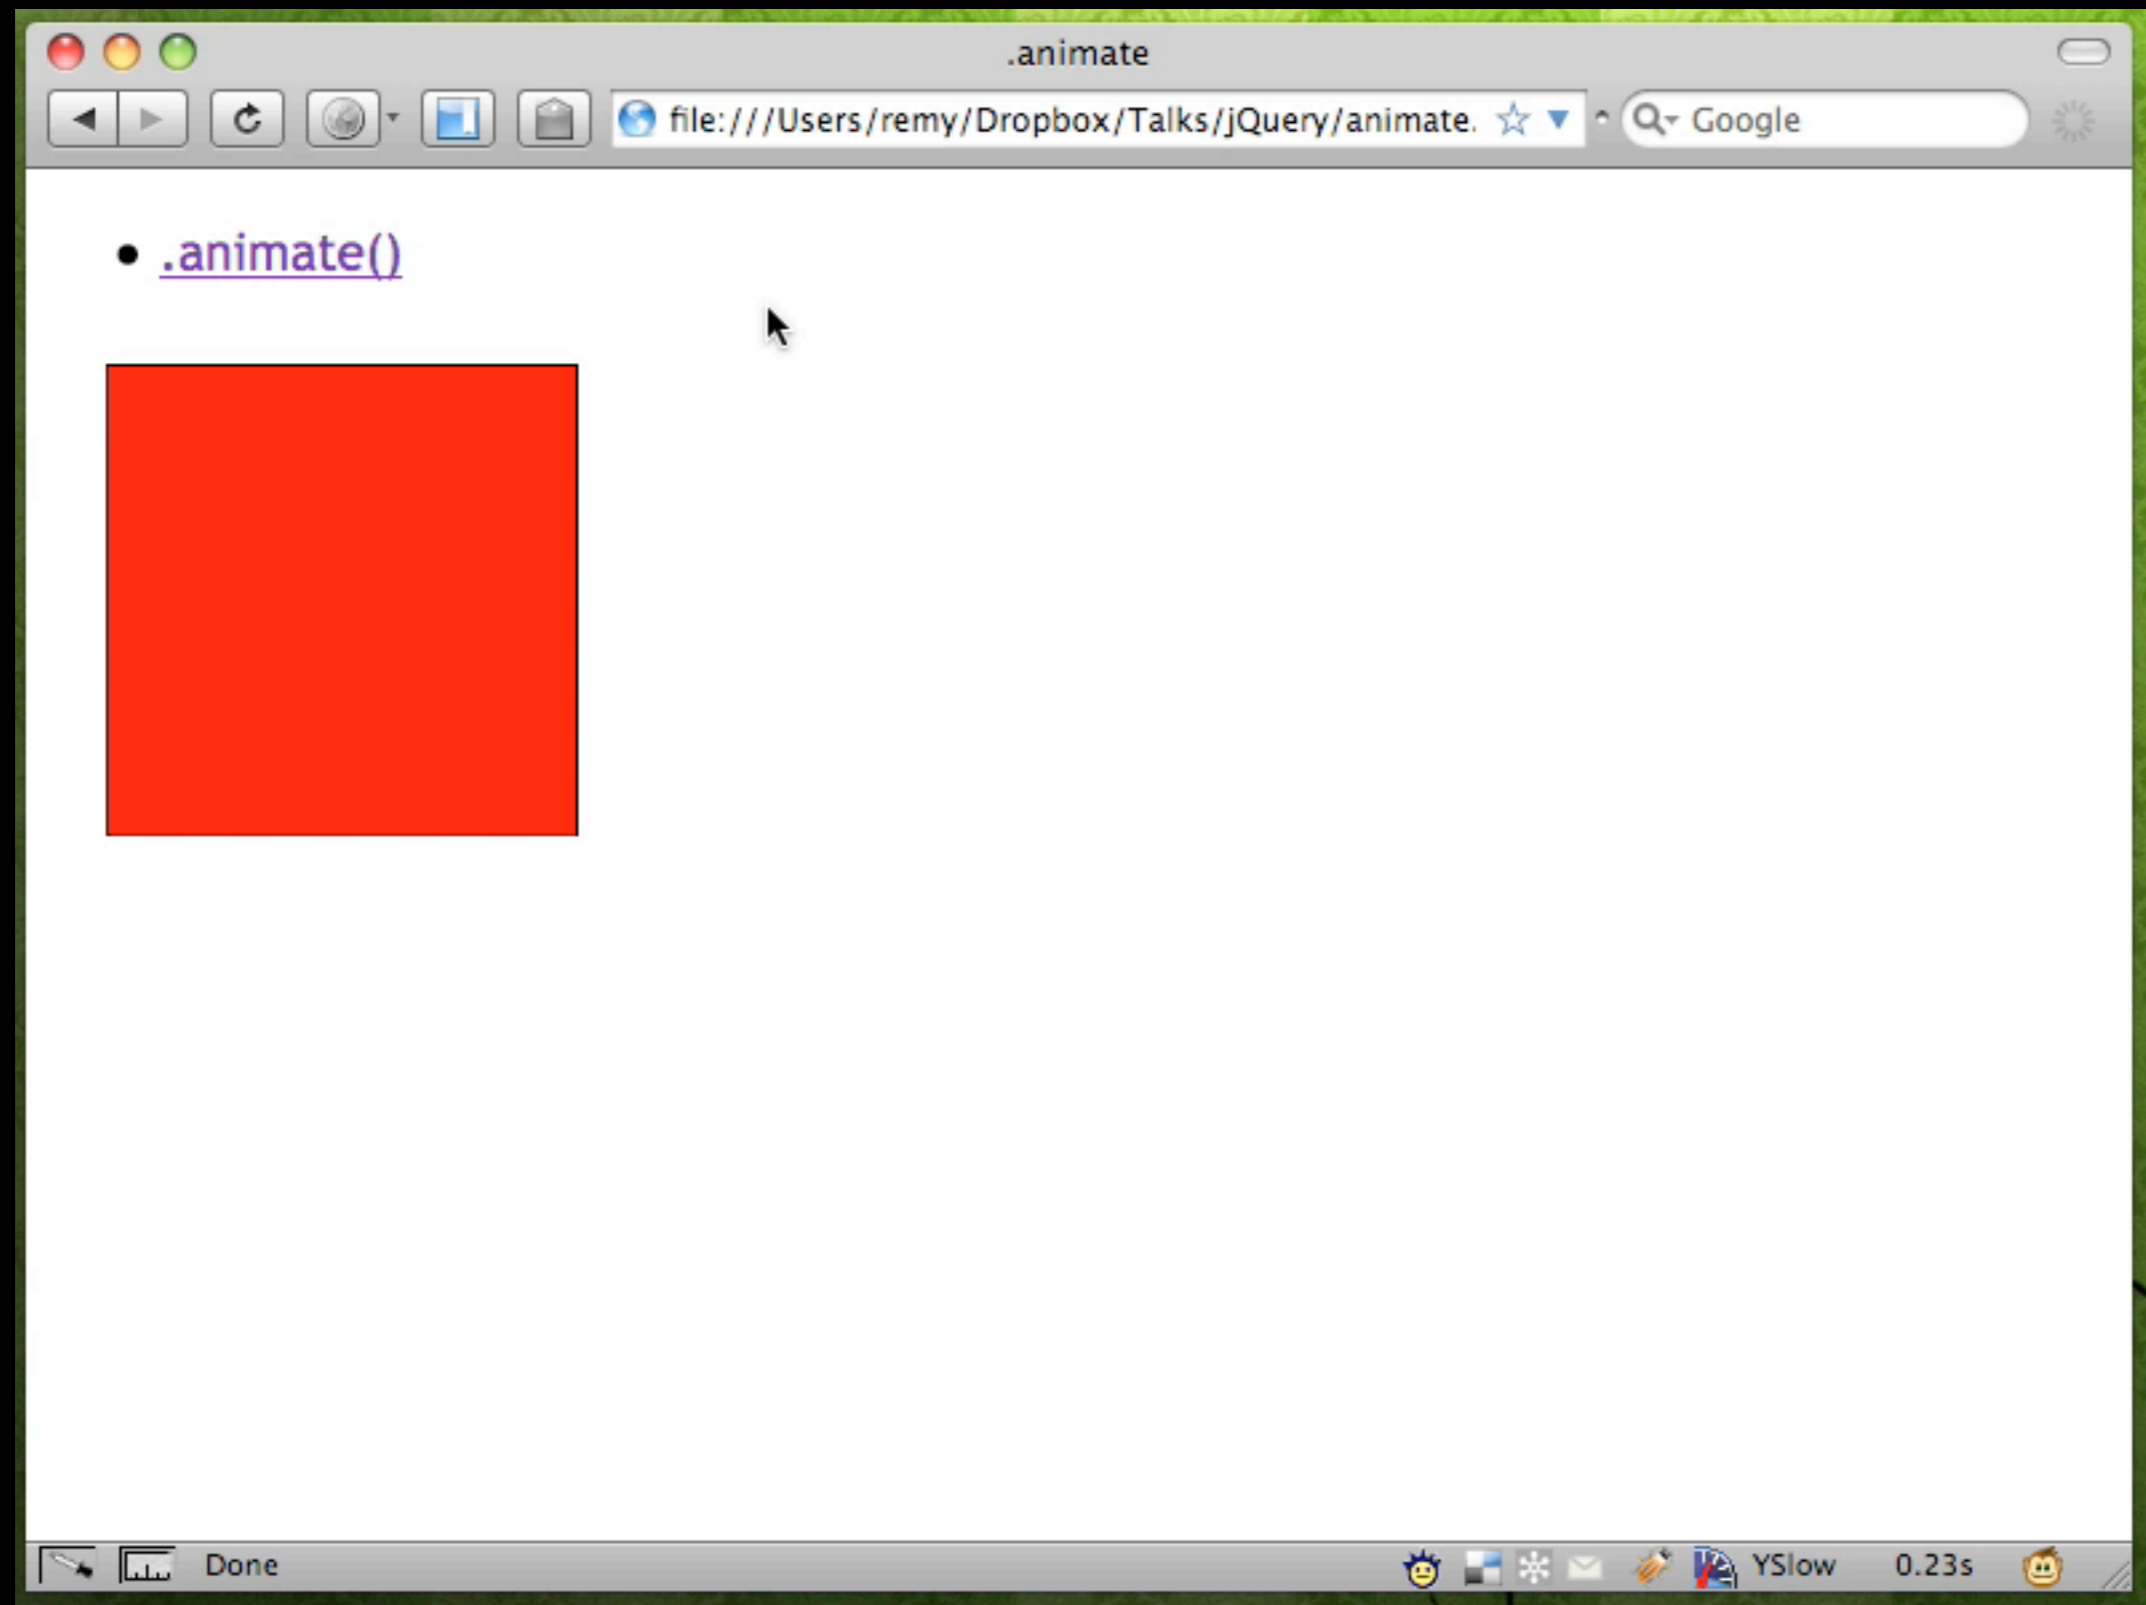 .animate
file:///Users/remy/Dropbox/Talks/jQuery/animate.
Google
.animate()
Done
YSlow
0.23s